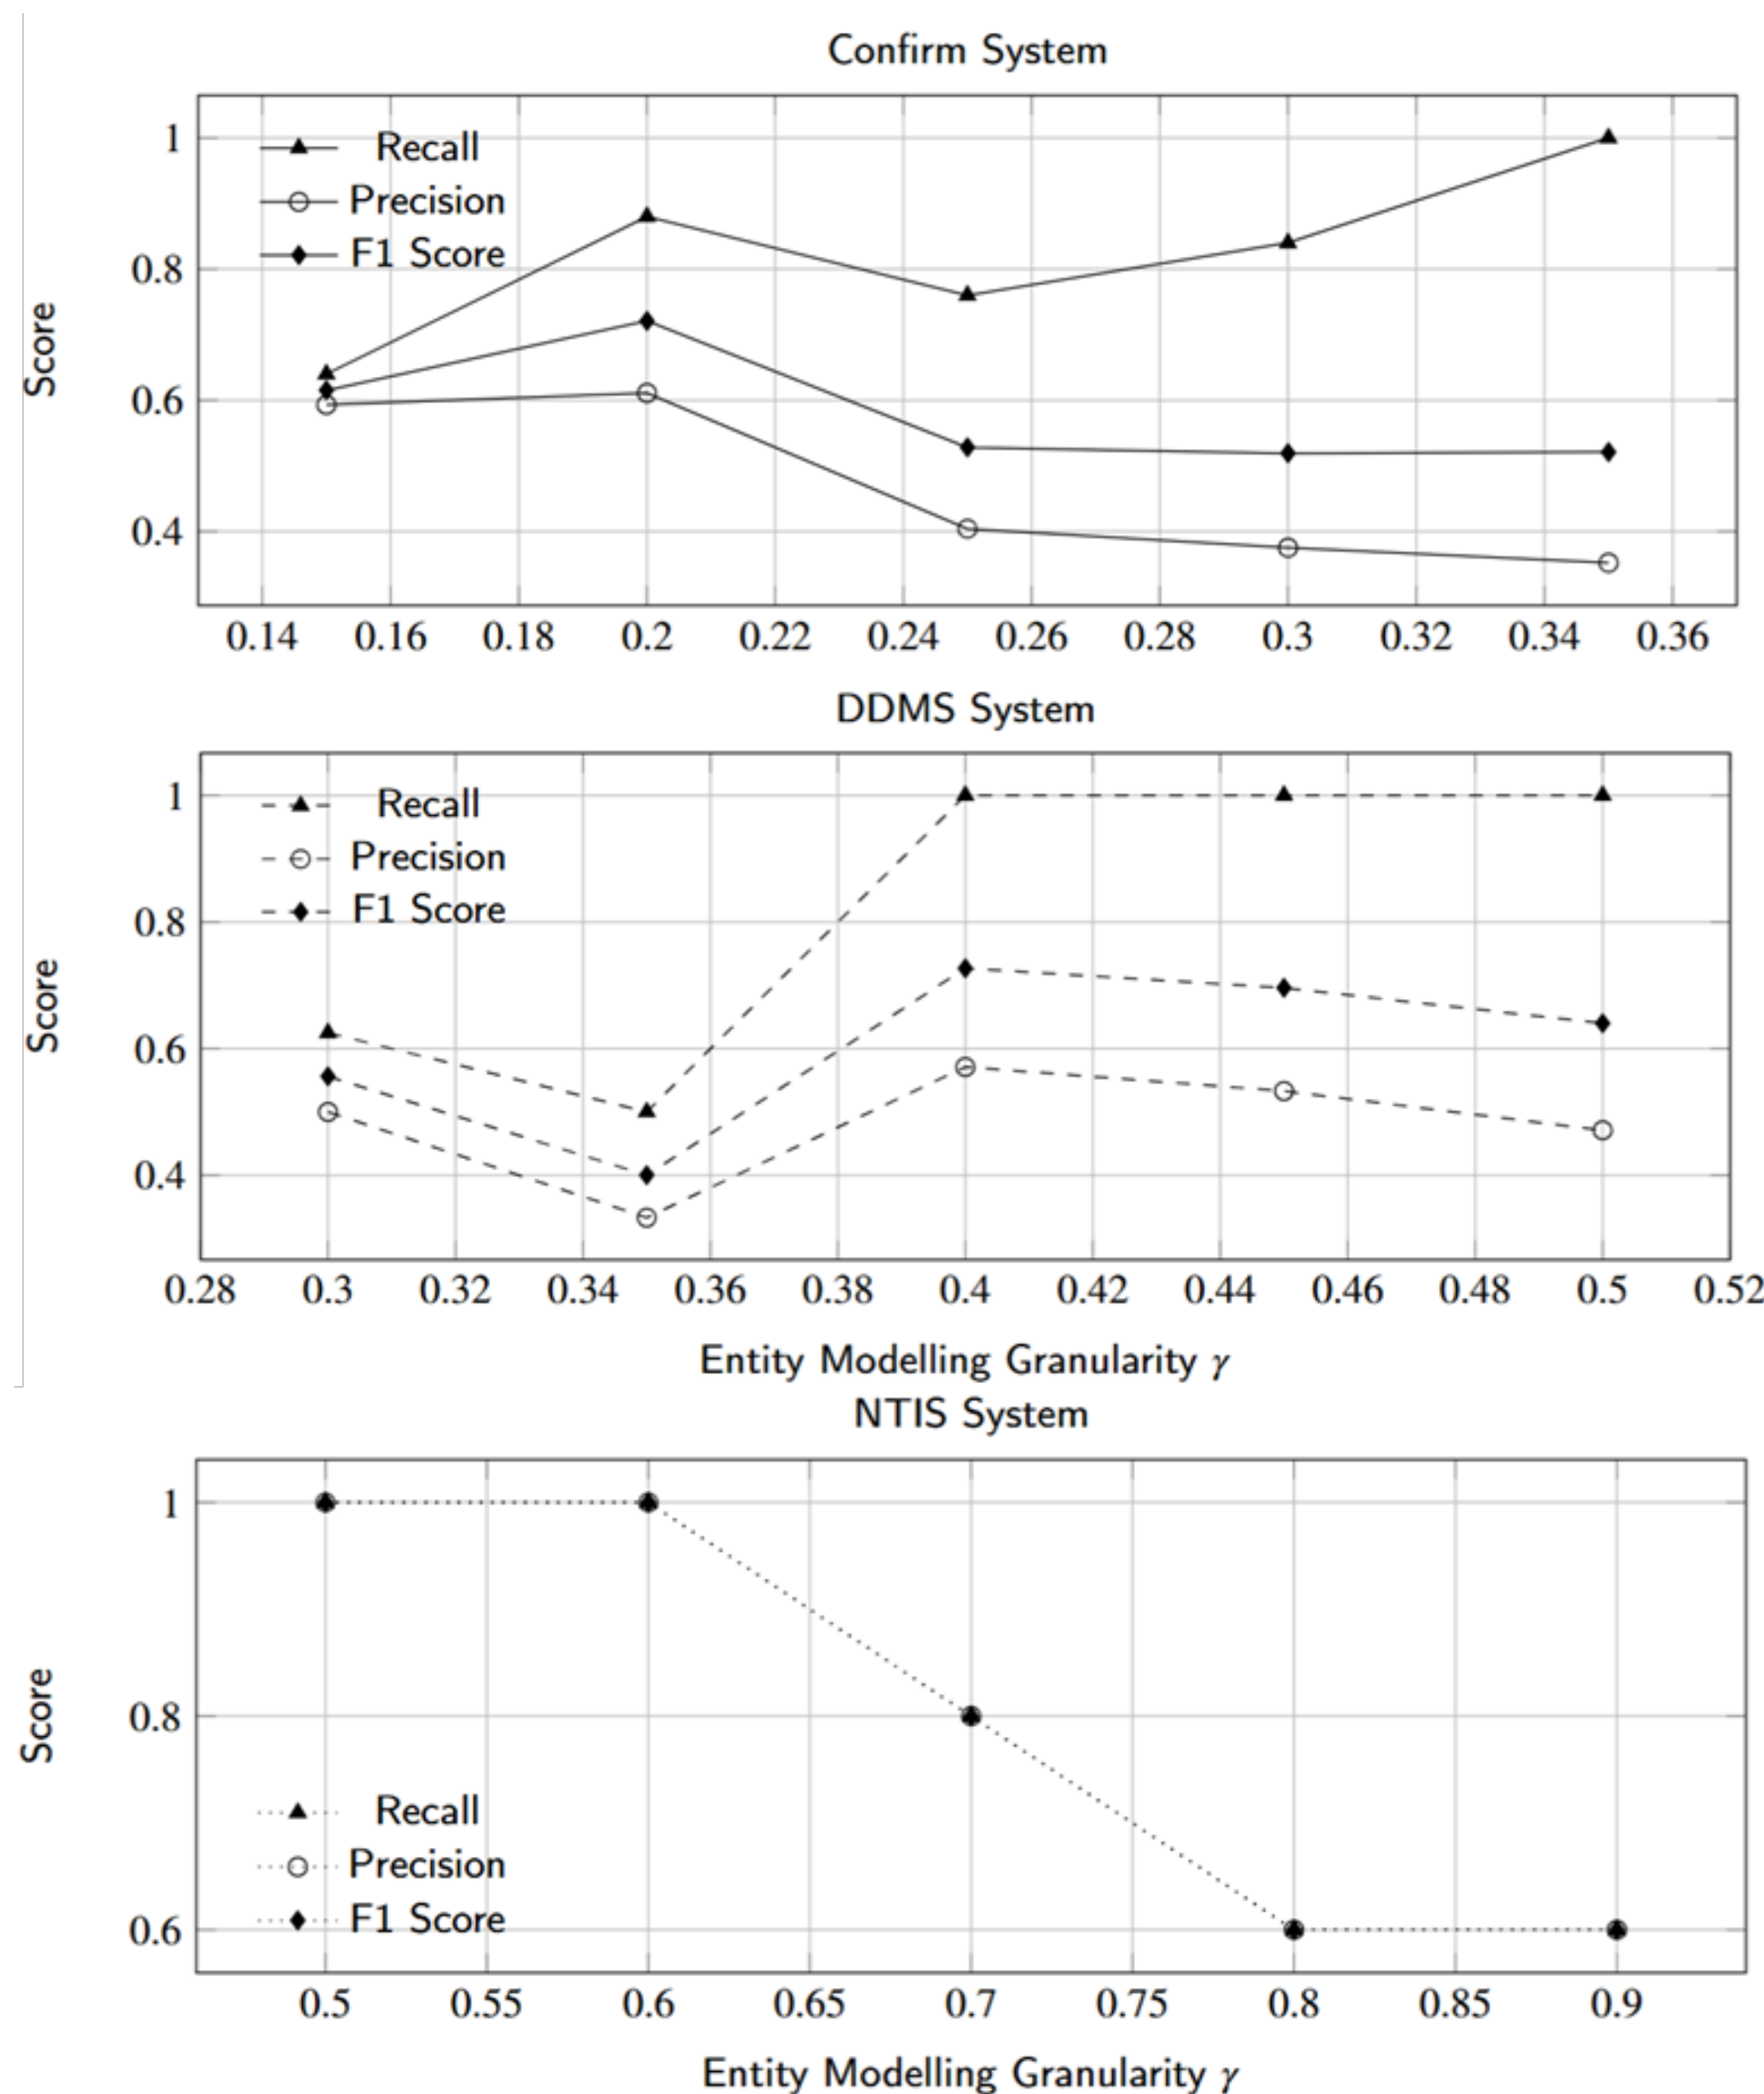 Confirm System
Recall
Precision
F1 Score
Score
1
0.8
0.6
0.4
0.14 0.16 0.18 0.2 0.22 0.24 0.26 0.28 0.3 0.32 0.34 0.36
DDMS System
Recall
Precision
F1 Score
Score
1
0.8
0.6
0.4
0.28 0.3 0.32 0.34 0.36 0.38 0.4 0.42 0.44 0.46 0.48 0.5 0.52
Entity Modelling Granularity γ
NTIS System
Score
1
0.8
0.6
Recall
Precision
F1 Score
0.5 0.55 0.6 0.65 0.7 0.75 0.8 0.85 0.9
Entity Modelling Granularity γ